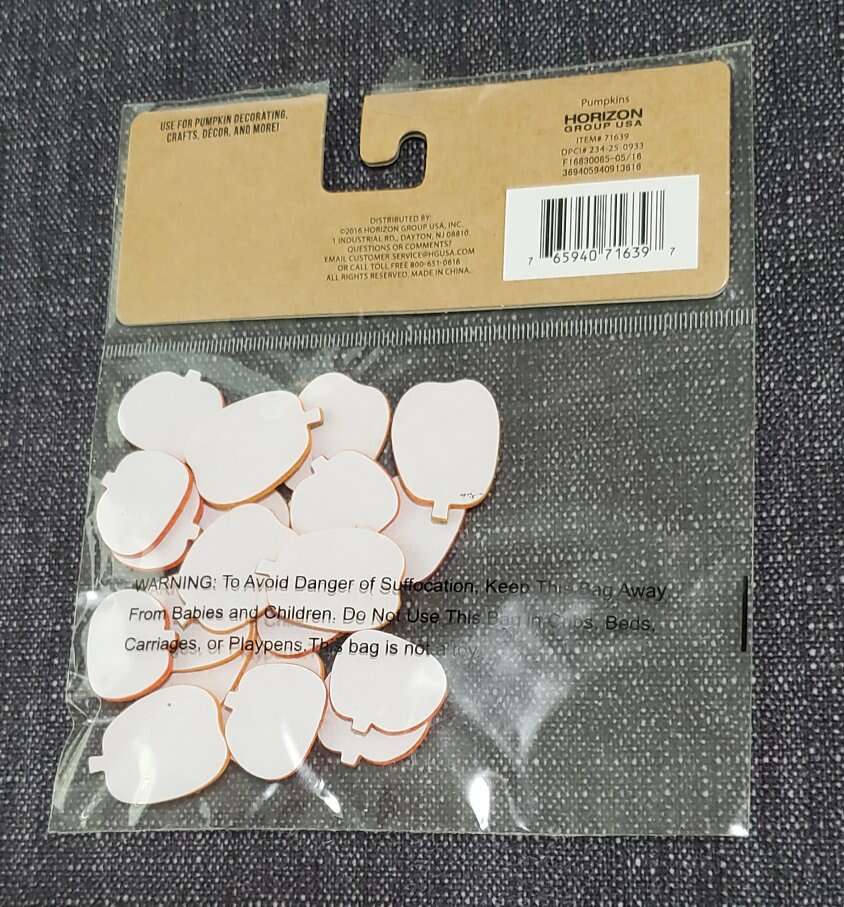 USE FOR PUMPKIN DECORATING,
CRAFTS, DÉCOR, AND MORE!
Pumpkins
HORIZON
GROUP USA
ITEM# 71639
DPCI# 234-25-0933
F16830085-05/16
369405940913616
DISTRIBUTED BY:
©2016 HORIZON GROUP USA, INC.
1 INDUSTRIAL RD., DAYTON, NJ 08810
QUESTIONS OR COMMENTS?
EMAIL CUSTOMER.SERVICE@HGUSA.COM
OR CALL TOLL FREE 800-651-0616
ALL RIGHTS RESERVED. MADE IN CHINA.
7 65940 71639 7
WARNING: To Avoid Danger of Suffocation, Keep This Bag Away
From Babies and Children. Do Not Use This Bag in Cribs, Beds,
Carriages, or Playpens. This bag is not a toy.